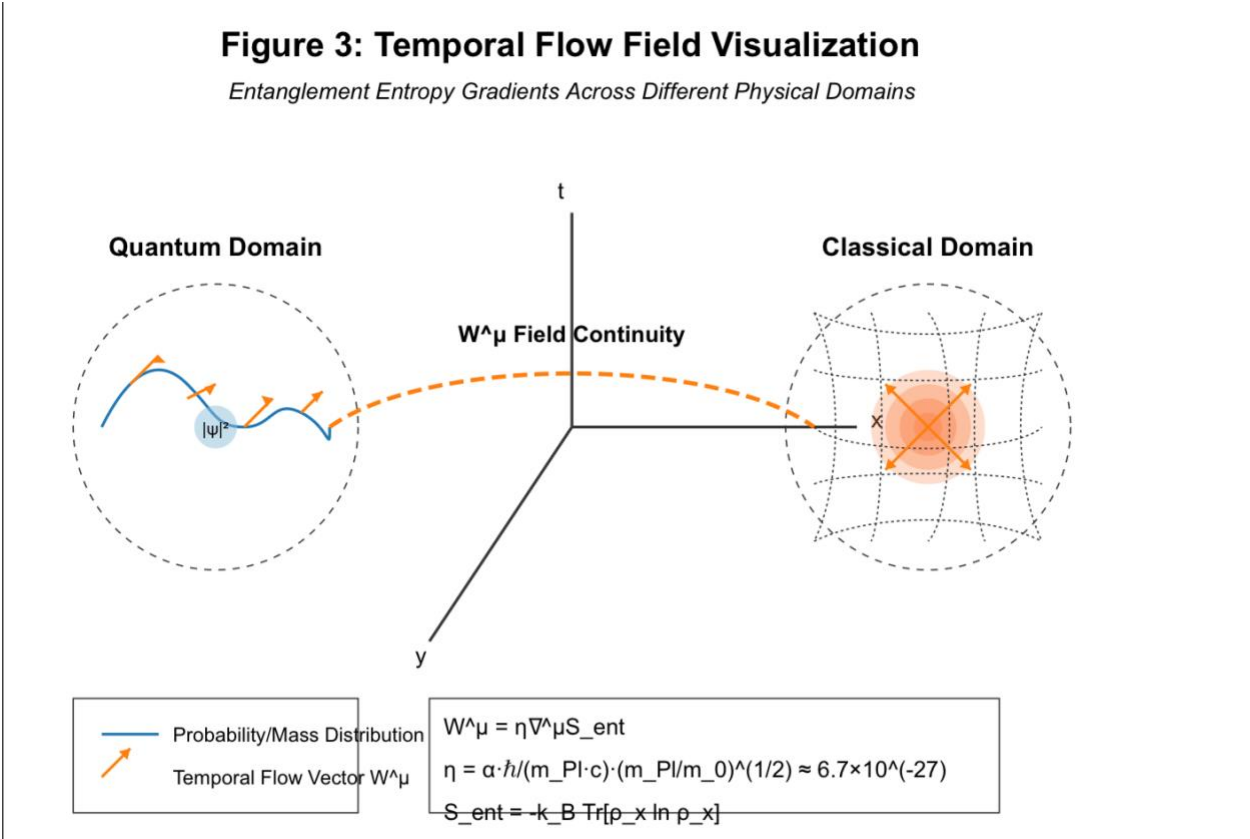 Figure 3: Temporal Flow Field Visualization
Entanglement Entropy Gradients Across Different Physical Domains
t
Quantum Domain
Classical Domain
W^μ Field Continuity
|ψ|²
x
y
Probability/Mass Distribution
Temporal Flow Vector W^μ
W^μ = η∇^μS_ent
η = α·ℏ/(m_Pl·c)·(m_Pl/m_0)^(1/2) ≈ 6.7×10^(-27)
S_ent = -k_B Tr[ρ_x ln ρ_x]